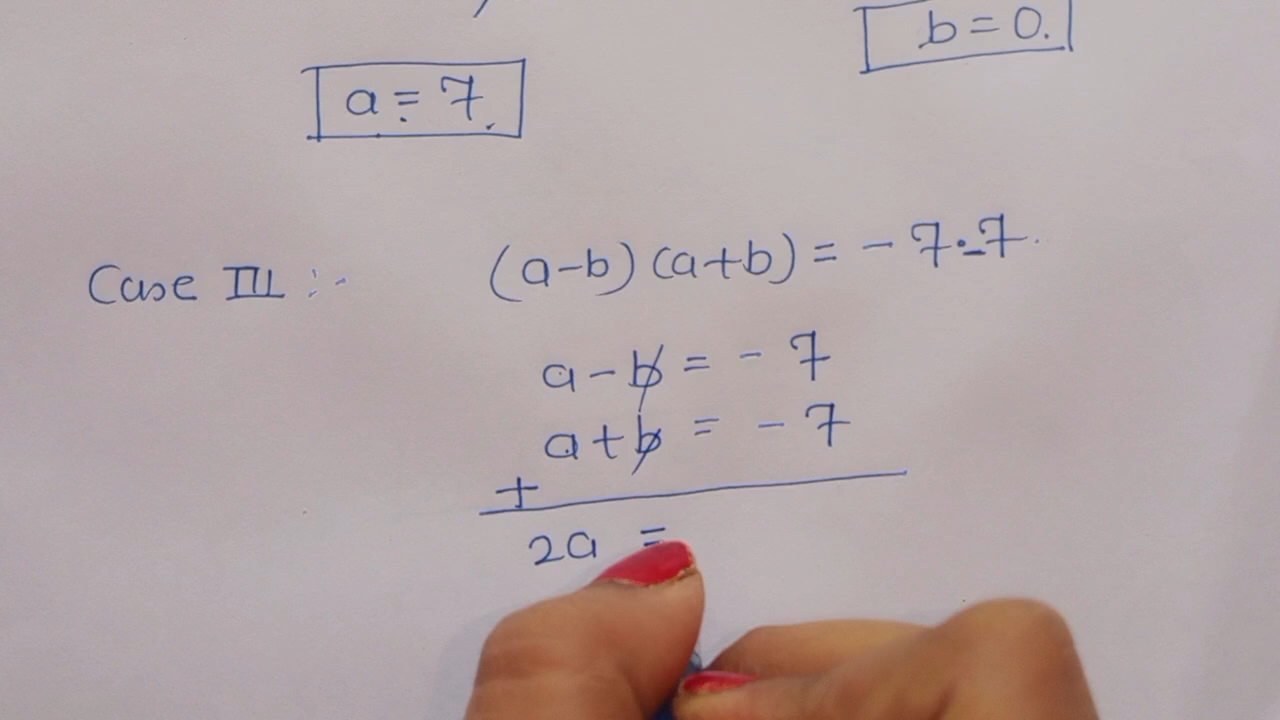 b = 0.
a = 7.
Case III :- (a-b) (a+b) = - 7.-7.
a - b = - 7
a + b = - 7
+
2a =